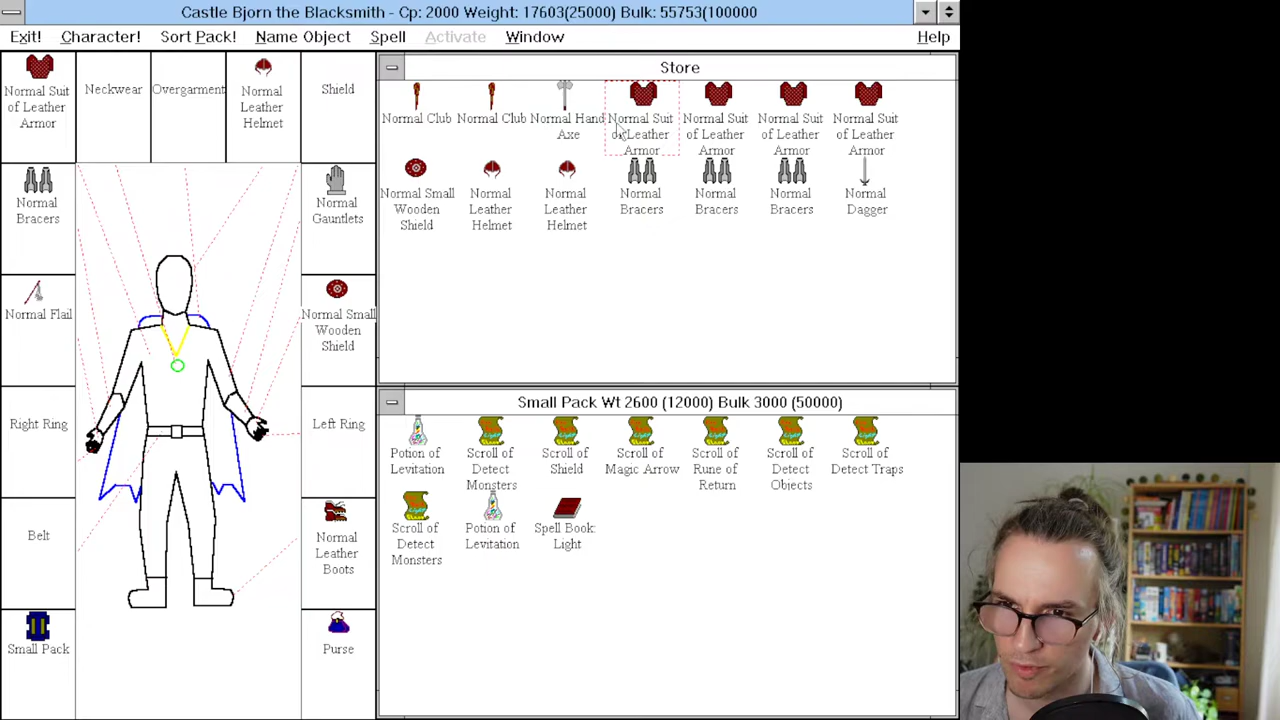 Castle Bjorn the Blacksmith - Cp: 2000 Weight: 17603(25000) Bulk: 55753(100000
Exit! Character! Sort Pack! Name Object Spell Activate Window Help
Normal Suit
of Leather
Armor
Neckwear
Overgarment
Normal
Leather
Helmet
Shield
Normal
Bracers
Normal
Gauntlets
Normal Flail
Normal Small
Wooden
Shield
Right Ring
Left Ring
Belt
Normal
Leather
Boots
Small Pack
Purse
Store
Normal Club
Normal Club
Normal Hand
Axe
Normal Suit
of Leather
Armor
Normal Suit
of Leather
Armor
Normal Suit
of Leather
Armor
Normal Suit
of Leather
Armor
Normal Small
Wooden
Shield
Normal
Leather
Helmet
Normal
Leather
Helmet
Normal
Bracers
Normal
Bracers
Normal
Bracers
Normal
Dagger
Small Pack Wt 2600 (12000) Bulk 3000 (50000)
Potion of
Levitation
Scroll of
Detect
Monsters
Scroll of
Shield
Scroll of
Magic Arrow
Scroll of
Rune of
Return
Scroll of
Detect
Objects
Scroll of
Detect Traps
Scroll of
Detect
Monsters
Potion of
Levitation
Spell Book:
Light